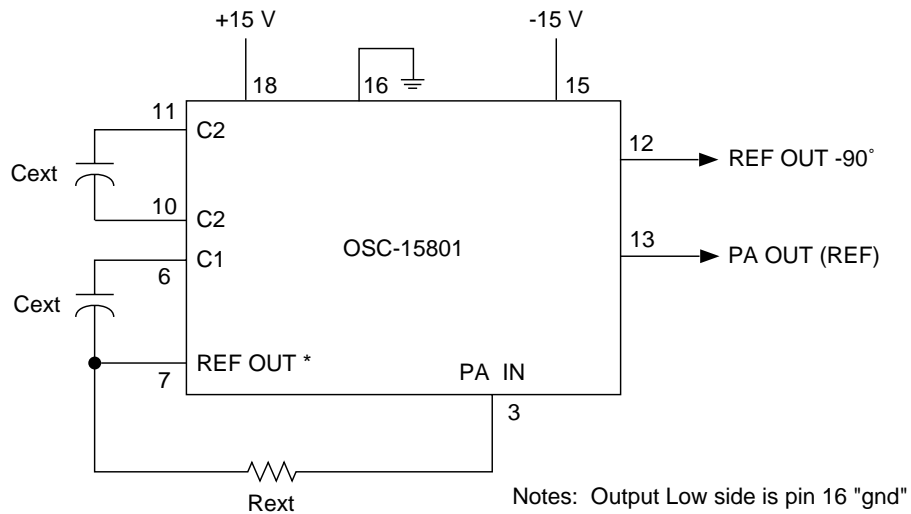 +15 V
-15 V
18
16
15
11
C2
12
REF OUT -90˚
Cext
10
C2
OSC-15801
13
PA OUT (REF)
C1
6
Cext
REF OUT *
7
PA IN
3
Rext
Notes: Output Low side is pin 16 "gnd"